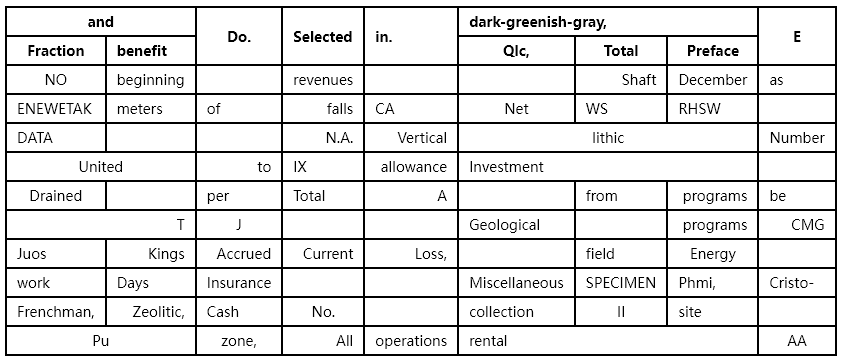 and Do. Selected in. dark-greenish-gray, E
Fraction benefit Qlc, Total Preface
NO beginning revenues Shaft December as
ENEWETAK meters of falls CA Net WS RHSW
DATA N.A. Vertical lithic Number
United to IX allowance Investment
Drained per Total A from programs be
T J Geological programs CMG
Juos Kings Accrued Current Loss, field Energy
work Days Insurance Miscellaneous SPECIMEN Phmi, Cristo-
Frenchman, Zeolitic, Cash No. collection II site
Pu zone, All operations rental AA